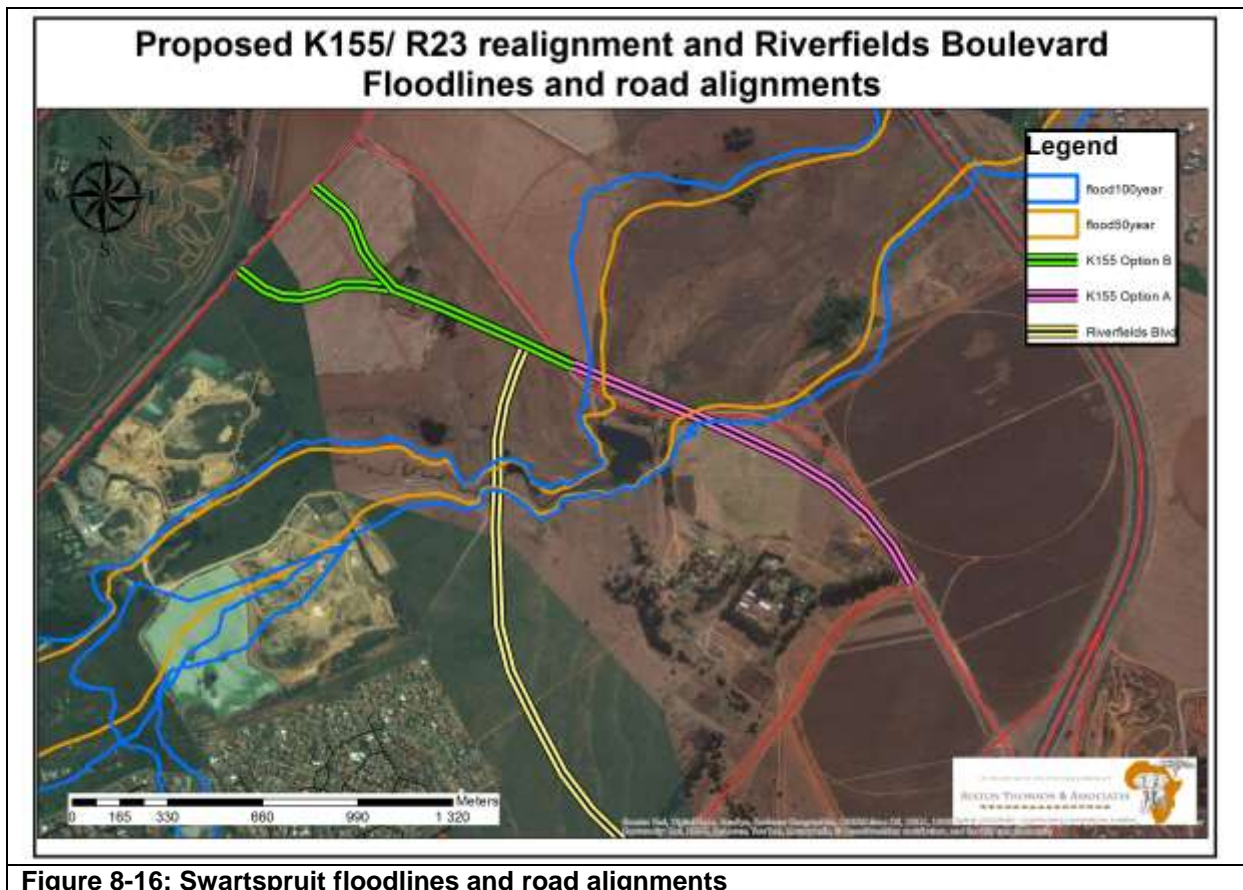 Proposed K155/ R23 realignment and Riverfields Boulevard
Floodlines and road alignments
N
W
E
S
Legend
flood100year
flood50year
K155 Option B
K155 Option A
Riverfields Blvd
Meters
0 165 330 660 990 1 320
Figure 8-16: Swartspruit floodlines and road alignments